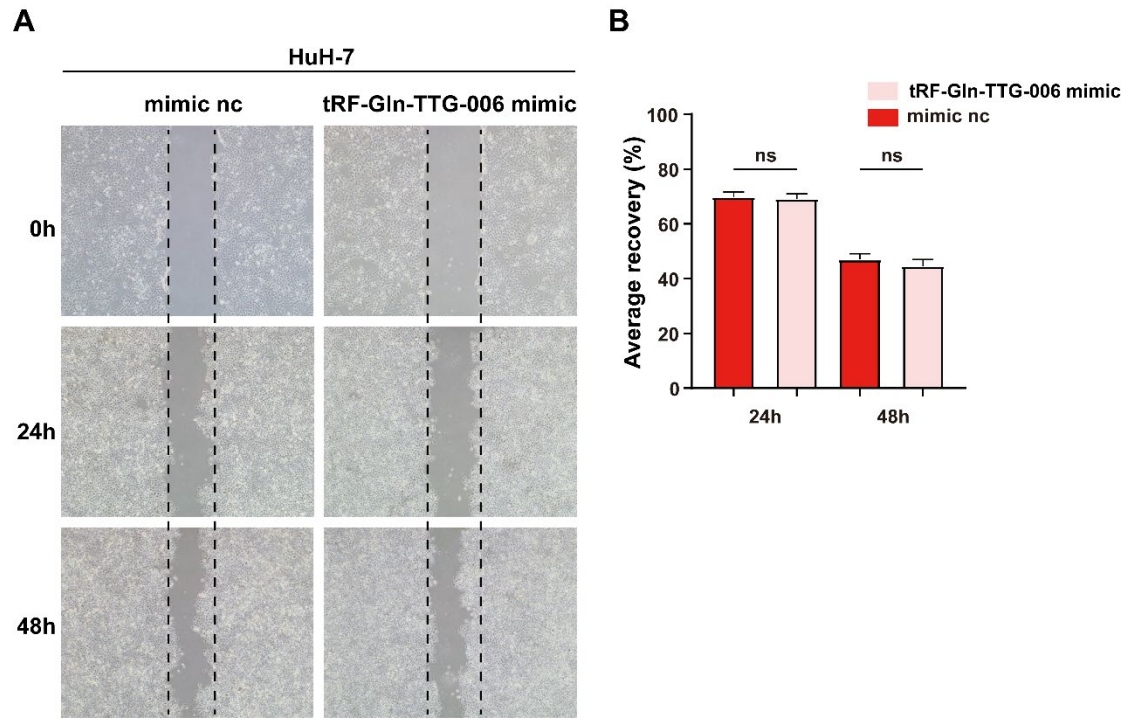 A
HuH-7
mimic nc
tRF-Gln-TTG-006 mimic
0h
24h
48h
B
tRF-Gln-TTG-006 mimic
mimic nc
Average recovery (%)
100
80
60
40
20
0
ns
ns
24h
48h